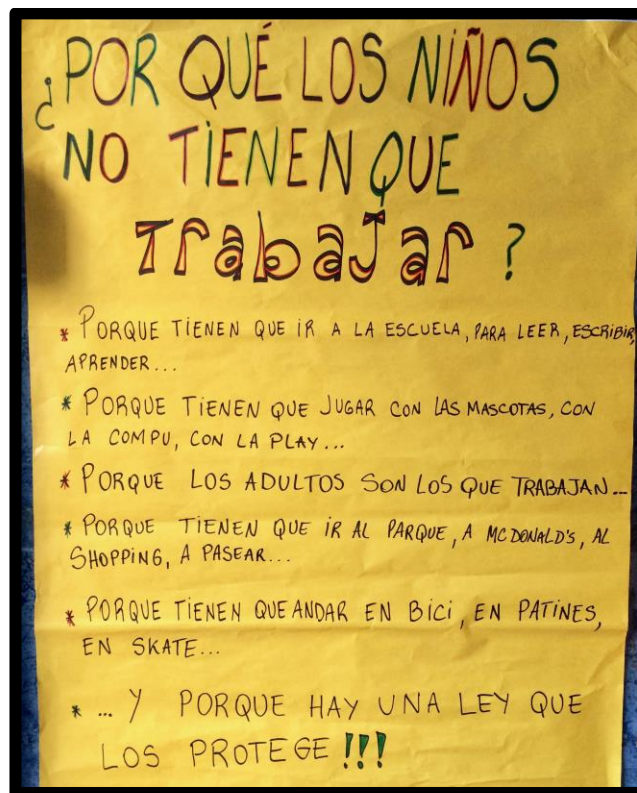 ¿POR QUÉ LOS NIÑOS
NO TIENEN QUE
TrabaJar?
* PORQUE TIENEN QUE IR A LA ESCUELA, PARA LEER, ESCRIBIR,
APRENDER...
* PORQUE TIENEN QUE JUGAR CON LAS MASCOTAS, CON
LA COMPU, CON LA PLAY...
* PORQUE LOS ADULTOS SON LOS QUE TRABAJAN...
* PORQUE TIENEN QUE IR AL PARQUE, A MCDONALD'S, AL
SHOPPING, A PASEAR...
* PORQUE TIENEN QUE ANDAR EN BICI, EN PATINES,
EN SKATE...
* ... Y PORQUE HAY UNA LEY QUE
LOS PROTEGE!!!